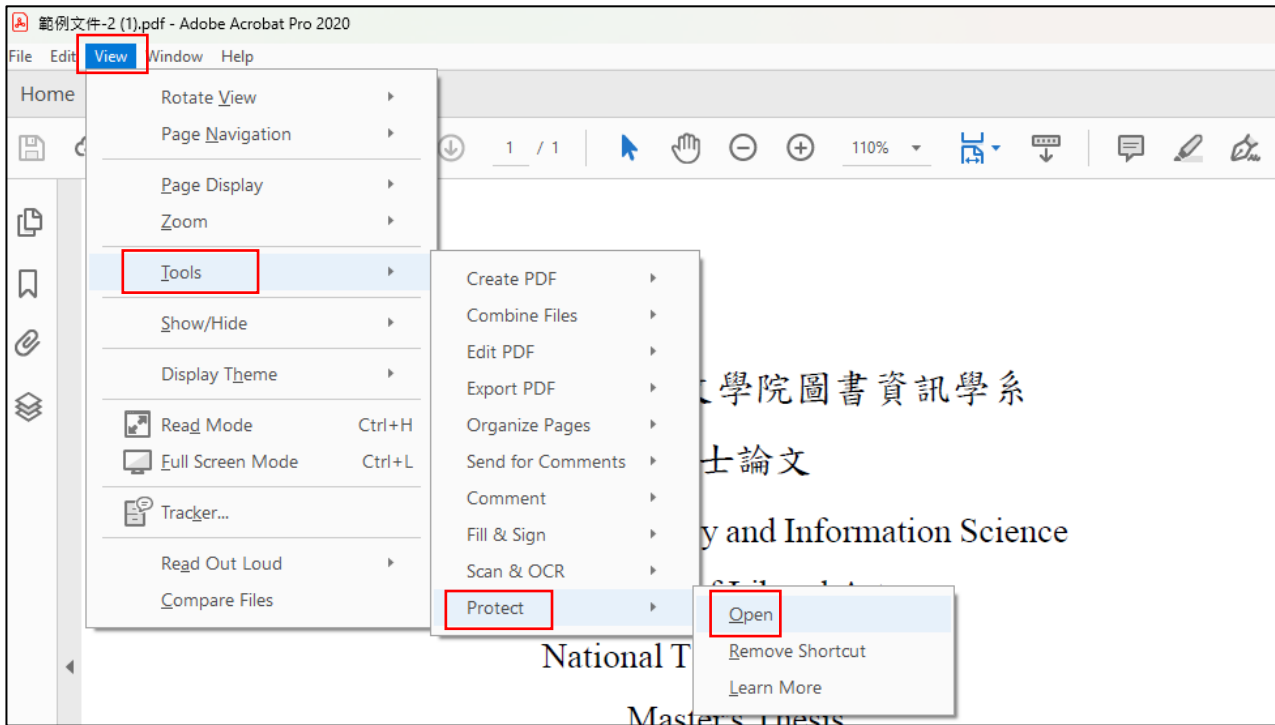 範例文件-2 (1).pdf - Adobe Acrobat Pro 2020
File Edit View Window Help
Home
Rotate View
Page Navigation
1 / 1
110%
Page Display
Zoom
Tools
Create PDF
Combine Files
Show/Hide
Edit PDF
Display Theme
Export PDF
學院圖書資訊學系
Read Mode Ctrl+H
Organize Pages
Full Screen Mode Ctrl+L
Send for Comments
士論文
Tracker...
Comment
Fill & Sign
y and Information Science
Read Out Loud
Scan & OCR
Compare Files
Protect
Open
National T
Remove Shortcut
Learn More
Master's Thesis